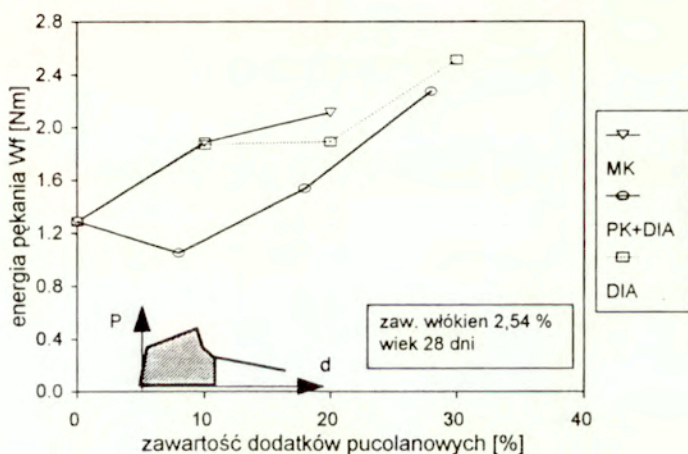 energia pękania Wf [Nm]
2.8
2.4
2.0
1.6
1.2
0.8
0.4
0.0
P
d
zaw. włókien 2,54 %
wiek 28 dni
0
10
20
30
40
zawartość dodatków pucolanowych [%]
MK
PK+DIA
DIA